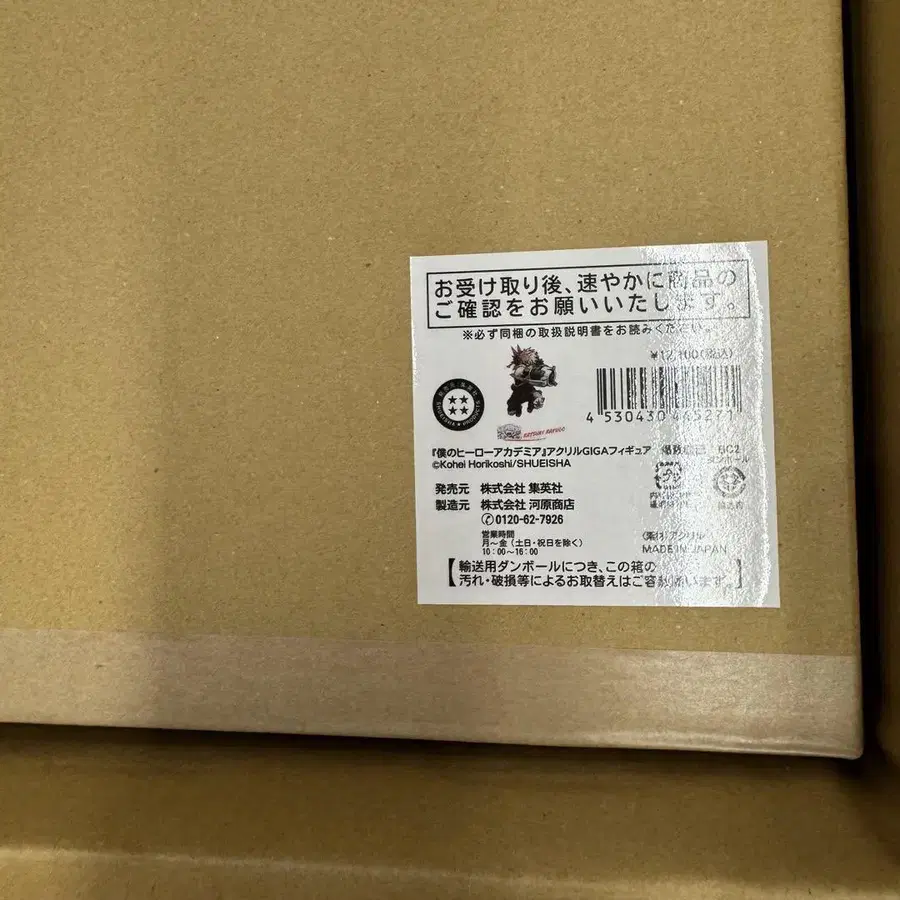 お受け取り後、速やかに商品の
ご確認をお願いいたします。
※必ず同梱の取扱説明書をお読みください。
¥12,100(税込)
KATSUKI BAKUGO
『僕のヒーローアカデミア』アクリルGIGAフィギュア
©Kohei Horikoshi/SHUEISHA
発売元 株式会社 集英社
製造元 株式会社 河原商店
0120-62-7926
営業時間
月〜金(土日・祝日を除く)
10:00〜16:00
アクリル
MADE IN JAPAN
【輸送用ダンボールにつき、この箱の
汚れ・破損等によるお取替えはご容赦願います。】